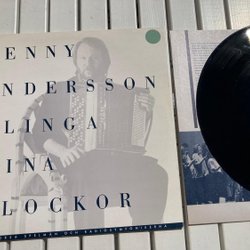 ENNY
NDERSSON
LINGA
INA
LOCKOR
SPELMÄN OCH RADIOSYMFONIKERNA